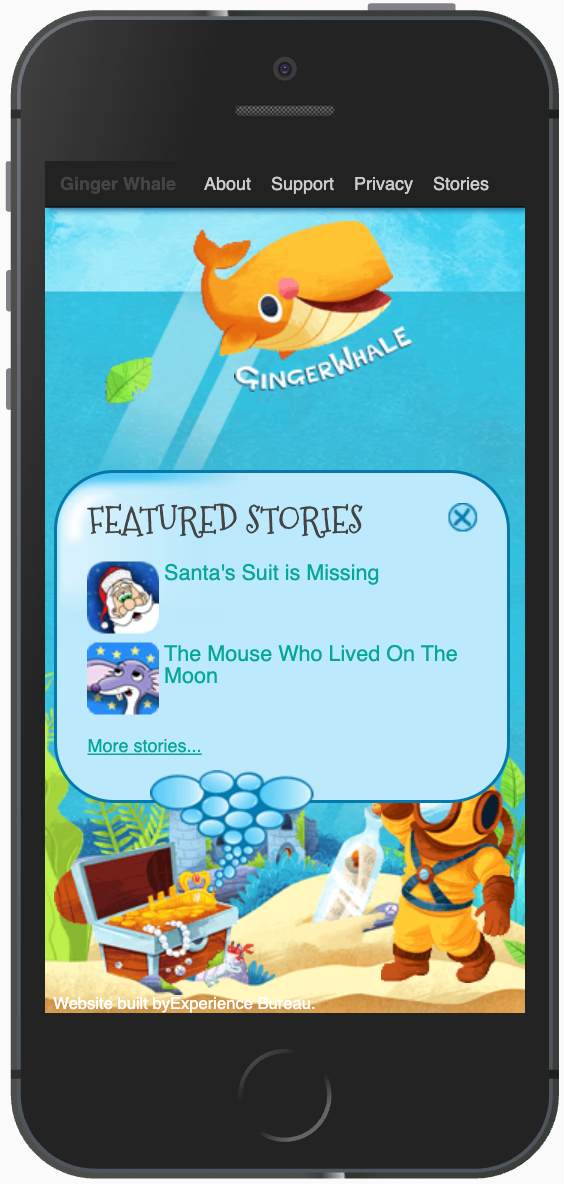 Ginger Whale About Support Privacy Stories
GINGERWHALE
FEATURED STORIES
Santa's Suit is Missing
The Mouse Who Lived On The
Moon
More stories...
Website built byExperience Bureau.